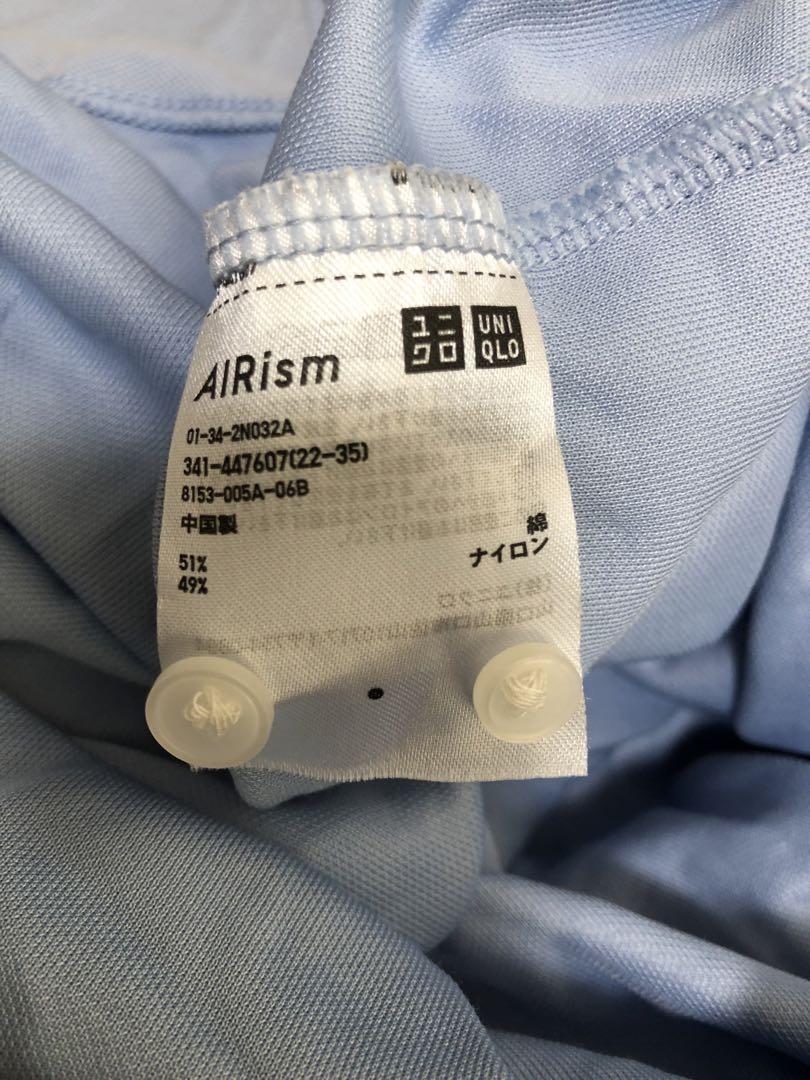 ユニ
クロ
UNI
QLO
AIRism
01-34-2N032A
341-447607(22-35)
8153-005A-06B
中国製
51% 綿
49% ナイロン